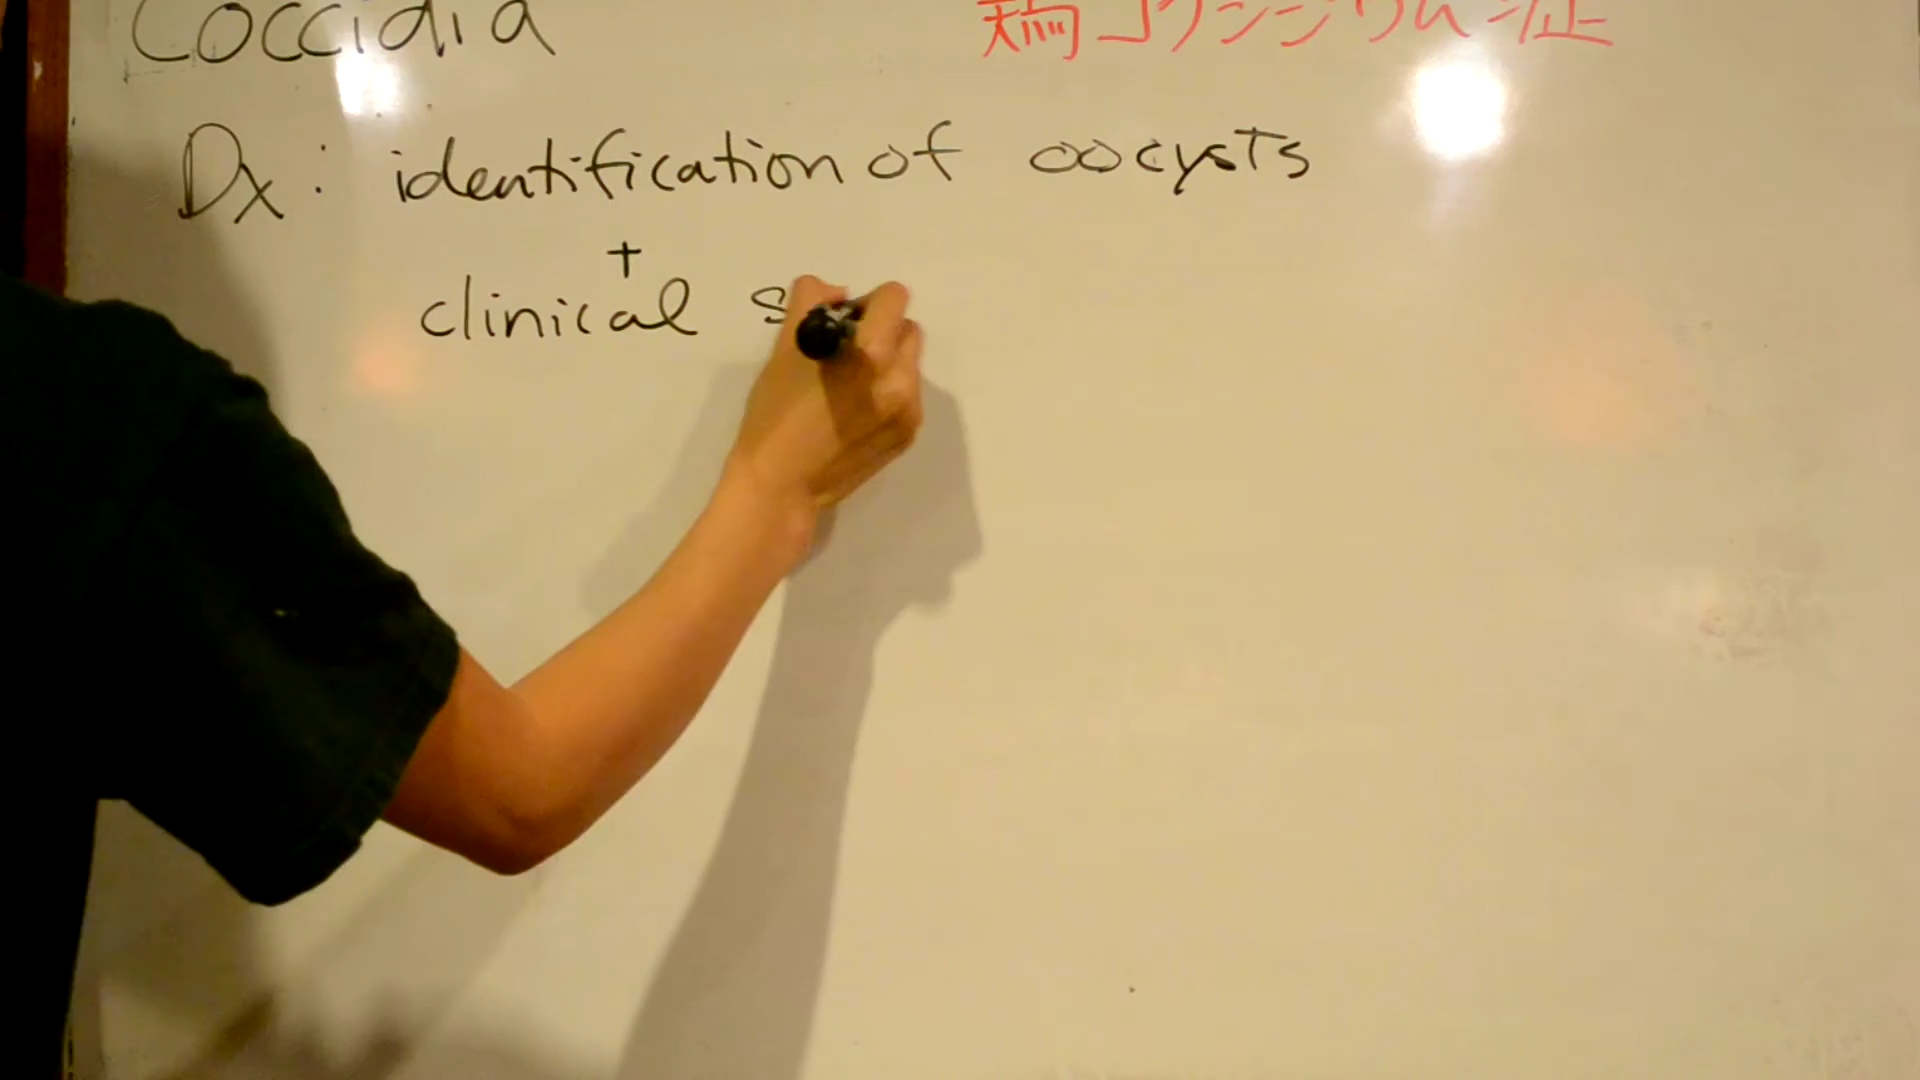 Coccidia
鶏コクシジウム症
Dx: identification of oocysts
+
clinical s